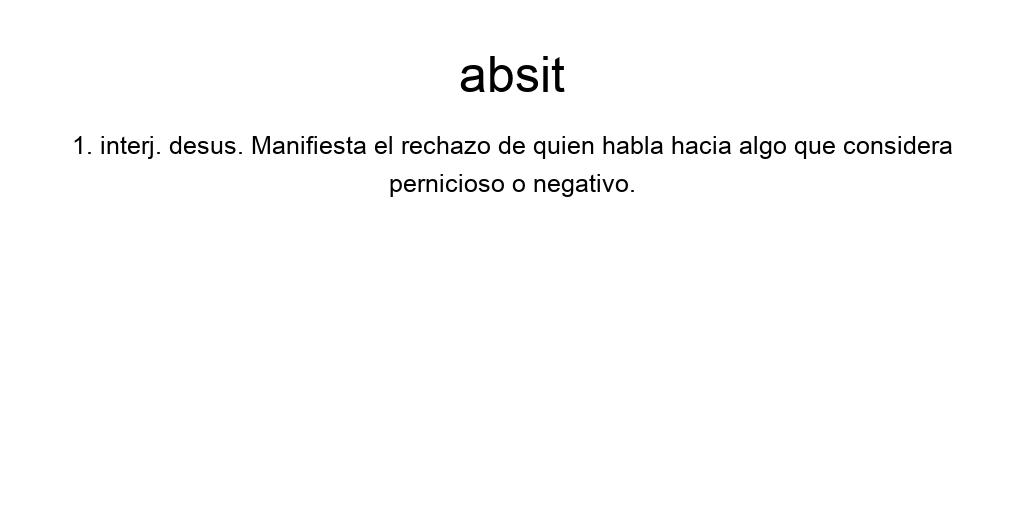 absit
1. interj. desus. Manifiesta el rechazo de quien habla hacia algo que considera
pernicioso o negativo.